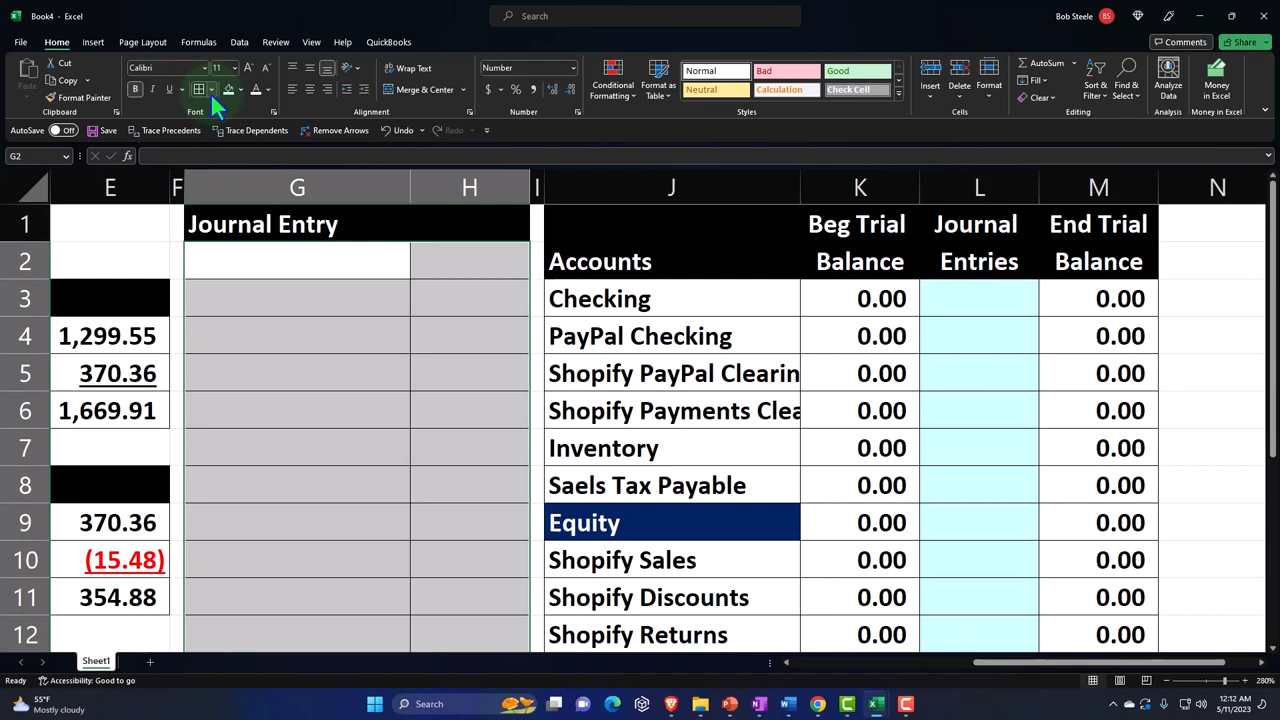 Book4 - Excel
Search
Bob Steele
BS
File Home Insert Page Layout Formulas Data Review View Help QuickBooks
Comments
Share
Cut
Copy
Format Painter
Clipboard
Calibri
11
B I U
Font
Wrap Text
Merge & Center
Alignment
Number
$ % 9
Number
Conditional Formatting
Format as Table
Normal Bad Good
Neutral Calculation Check Cell
Styles
Insert Delete Format
Cells
AutoSum
Fill
Clear
Sort & Filter
Find & Select
Editing
Analyze Data
Analysis
Money in Excel
Money in Excel
AutoSave Off Save Trace Precedents Trace Dependents Remove Arrows Undo Redo
G2
fx
E F G H I J K L M N
1 Journal Entry Beg Trial Journal End Trial
2 Accounts Balance Entries Balance
3 Checking 0.00 0.00
4 1,299.55 PayPal Checking 0.00 0.00
5 370.36 Shopify PayPal Clearin 0.00 0.00
6 1,669.91 Shopify Payments Clea 0.00 0.00
7 Inventory 0.00 0.00
8 Saels Tax Payable 0.00 0.00
9 370.36 Equity 0.00 0.00
10 (15.48) Shopify Sales 0.00 0.00
11 354.88 Shopify Discounts 0.00 0.00
12 Shopify Returns 0.00 0.00
Sheet1
Ready Accessibility: Good to go
280%
55°F
Mostly cloudy
Search
12:12 AM
5/11/2023